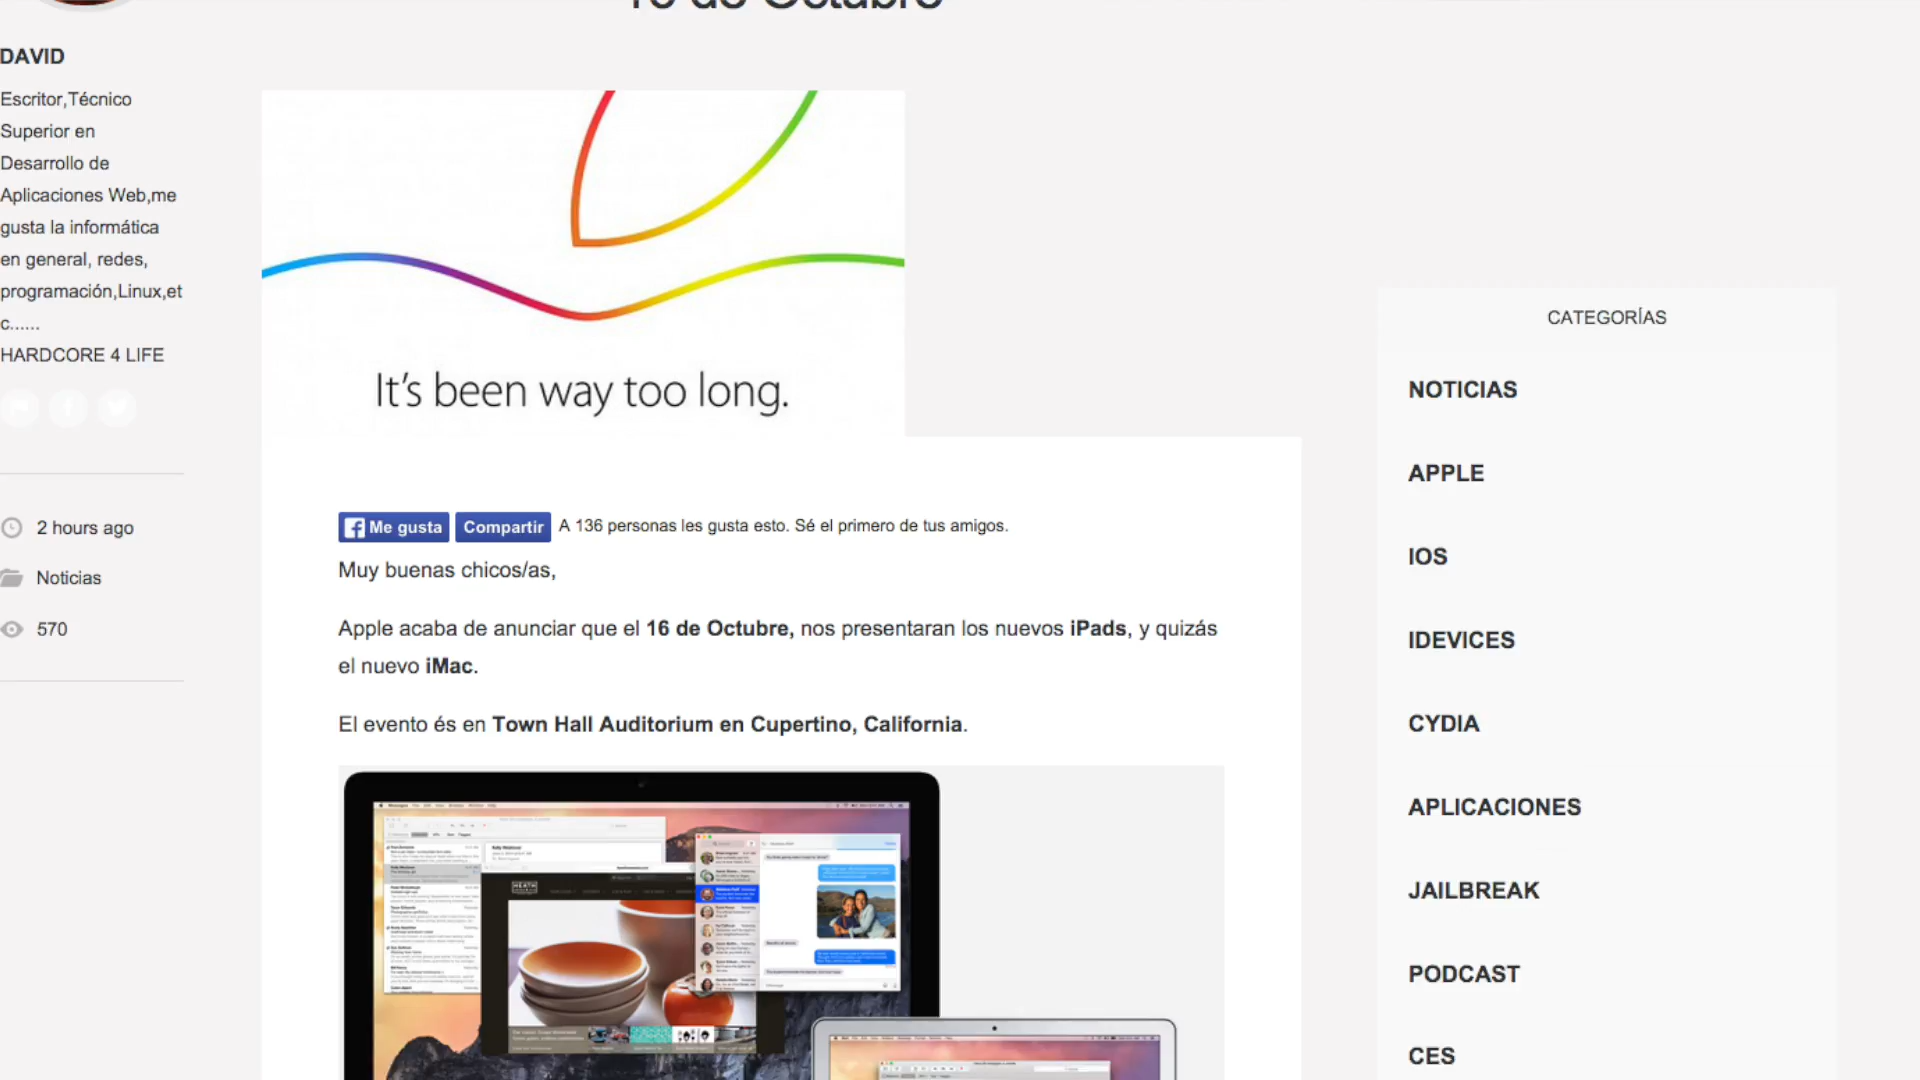 16 de Octubre
DAVID
Escritor,Técnico
Superior en
Desarrollo de
Aplicaciones Web,me
gusta la informática
en general, redes,
programación,Linux,et
c......
HARDCORE 4 LIFE
2 hours ago
Noticias
570
It's been way too long.
Me gusta
Compartir
A 136 personas les gusta esto. Sé el primero de tus amigos.
Muy buenas chicos/as,
Apple acaba de anunciar que el 16 de Octubre, nos presentaran los nuevos iPads, y quizás
el nuevo iMac.
El evento és en Town Hall Auditorium en Cupertino, California.
HEATH
CATEGORÍAS
NOTICIAS
APPLE
IOS
IDEVICES
CYDIA
APLICACIONES
JAILBREAK
PODCAST
CES